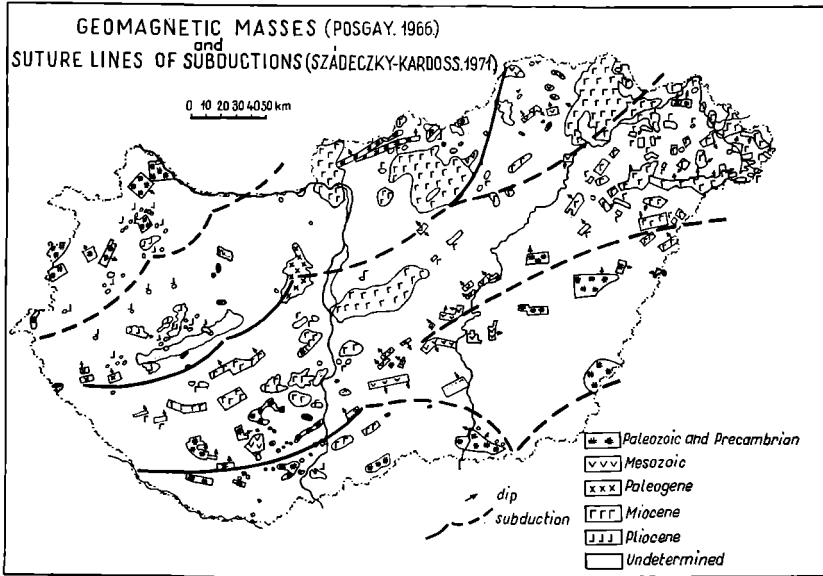 GEOMAGNETIC MASSES (POSGAY. 1966.)
and
SUTURE LINES OF SUBDUCTIONS (SZÁDECZKY-KARDOSS. 1971)
0 10 20 30 40 50 km
Paleozoic and Precambrian
Mesozoic
Paleogene
Miocene
Pliocene
Undetermined
dip
subduction